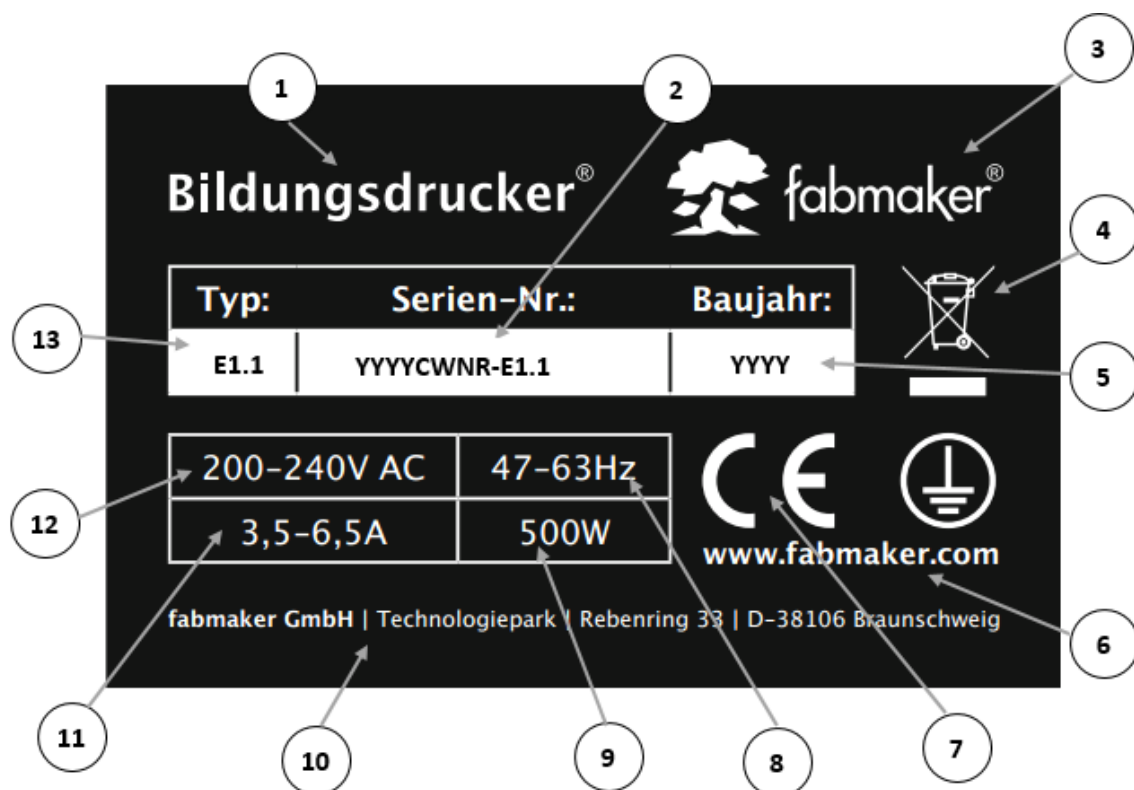 1
2
3
Bildungsdrucker®
fabmaker®
4
Typ: Serien-Nr.: Baujahr:
13
E1.1 YYYYCWNR-E1.1 YYYY
5
200-240V AC 47-63Hz
CE
12
3,5-6,5A 500W
www.fabmaker.com
fabmaker GmbH | Technologiepark | Rebenring 33 | D-38106 Braunschweig
6
11
10
9
8
7